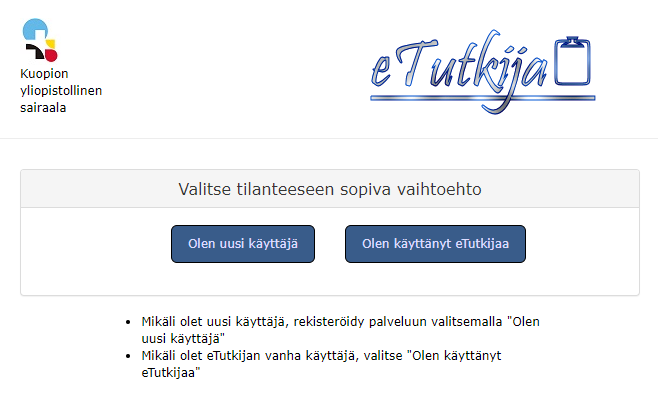 Kuopion
yliopistollinen
sairaala
eTutkija
Valitse tilanteeseen sopiva vaihtoehto
Olen uusi käyttäjä
Olen käyttänyt eTutkijaa
• Mikäli olet uusi käyttäjä, rekisteröidy palveluun valitsemalla "Olen
uusi käyttäjä"
• Mikäli olet eTutkijan vanha käyttäjä, valitse "Olen käyttänyt
eTutkijaa"